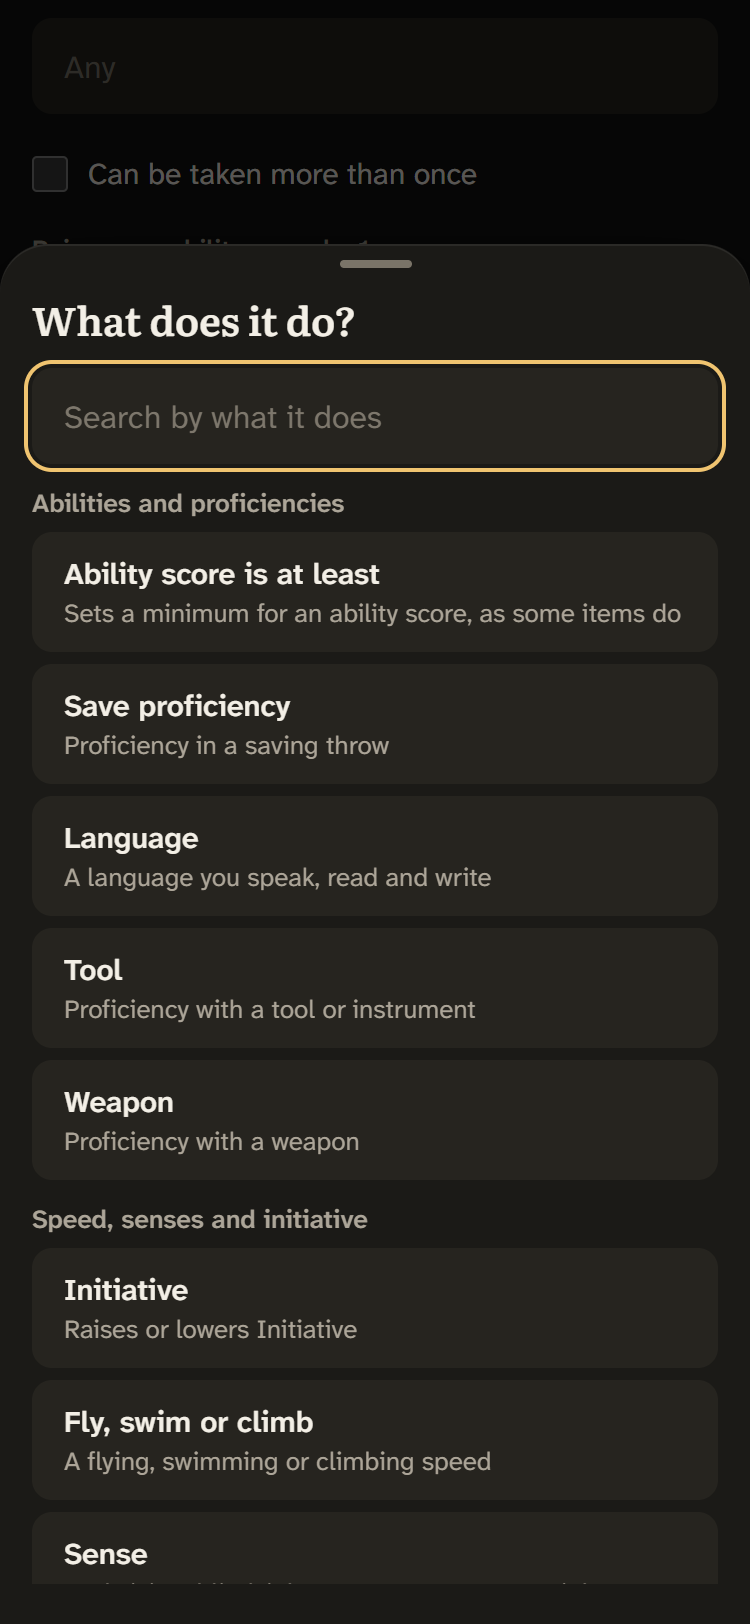 Any
Can be taken more than once
What does it do?
Search by what it does
Abilities and proficiencies
Ability score is at least
Sets a minimum for an ability score, as some items do
Save proficiency
Proficiency in a saving throw
Language
A language you speak, read and write
Tool
Proficiency with a tool or instrument
Weapon
Proficiency with a weapon
Speed, senses and initiative
Initiative
Raises or lowers Initiative
Fly, swim or climb
A flying, swimming or climbing speed
Sense